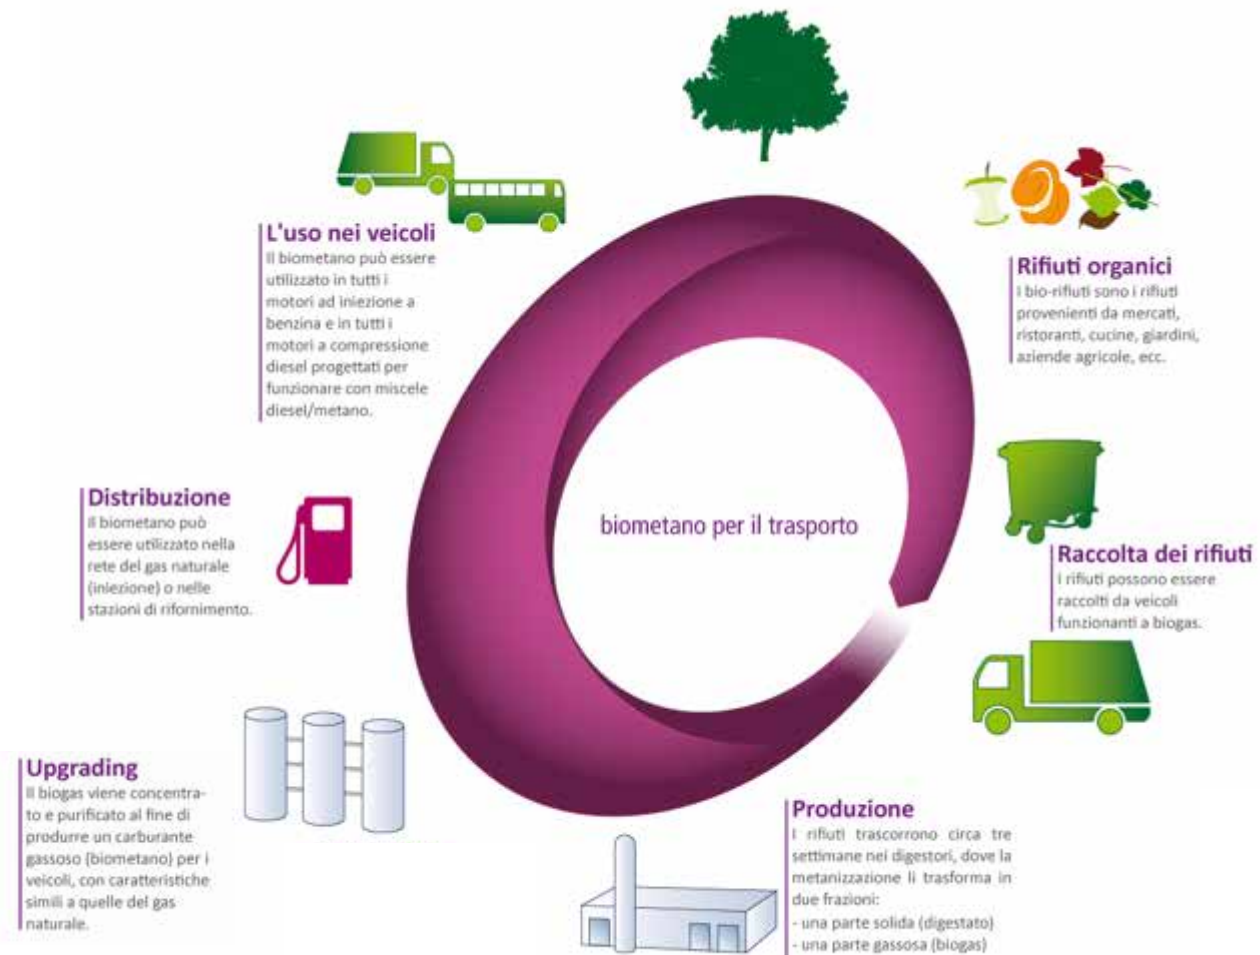 L'uso nei veicoli
Il biometano può essere
utilizzato in tutti i
motori ad iniezione a
benzina e in tutti i
motori a compressione
diesel progettati per
funzionare con miscele
diesel/metano.
Rifiuti organici
I bio-rifiuti sono i rifiuti
provenienti da mercati,
ristoranti, cucine, giardini,
aziende agricole, ecc.
Distribuzione
Il biometano può
essere utilizzato nella
rete del gas naturale
(iniezione) o nelle
stazioni di rifornimento.
biometano per il trasporto
Raccolta dei rifiuti
I rifiuti possono essere
raccolti da veicoli
funzionanti a biogas.
Upgrading
Il biogas viene concentra-
to e purificato al fine di
produrre un carburante
gassoso (biometano) per i
veicoli, con caratteristiche
simili a quelle del gas
naturale.
Produzione
I rifiuti trascorrono circa tre
settimane nei digestori, dove la
metanizzazione li trasforma in
due frazioni:
- una parte solida (digestato)
- una parte gassosa (biogas)